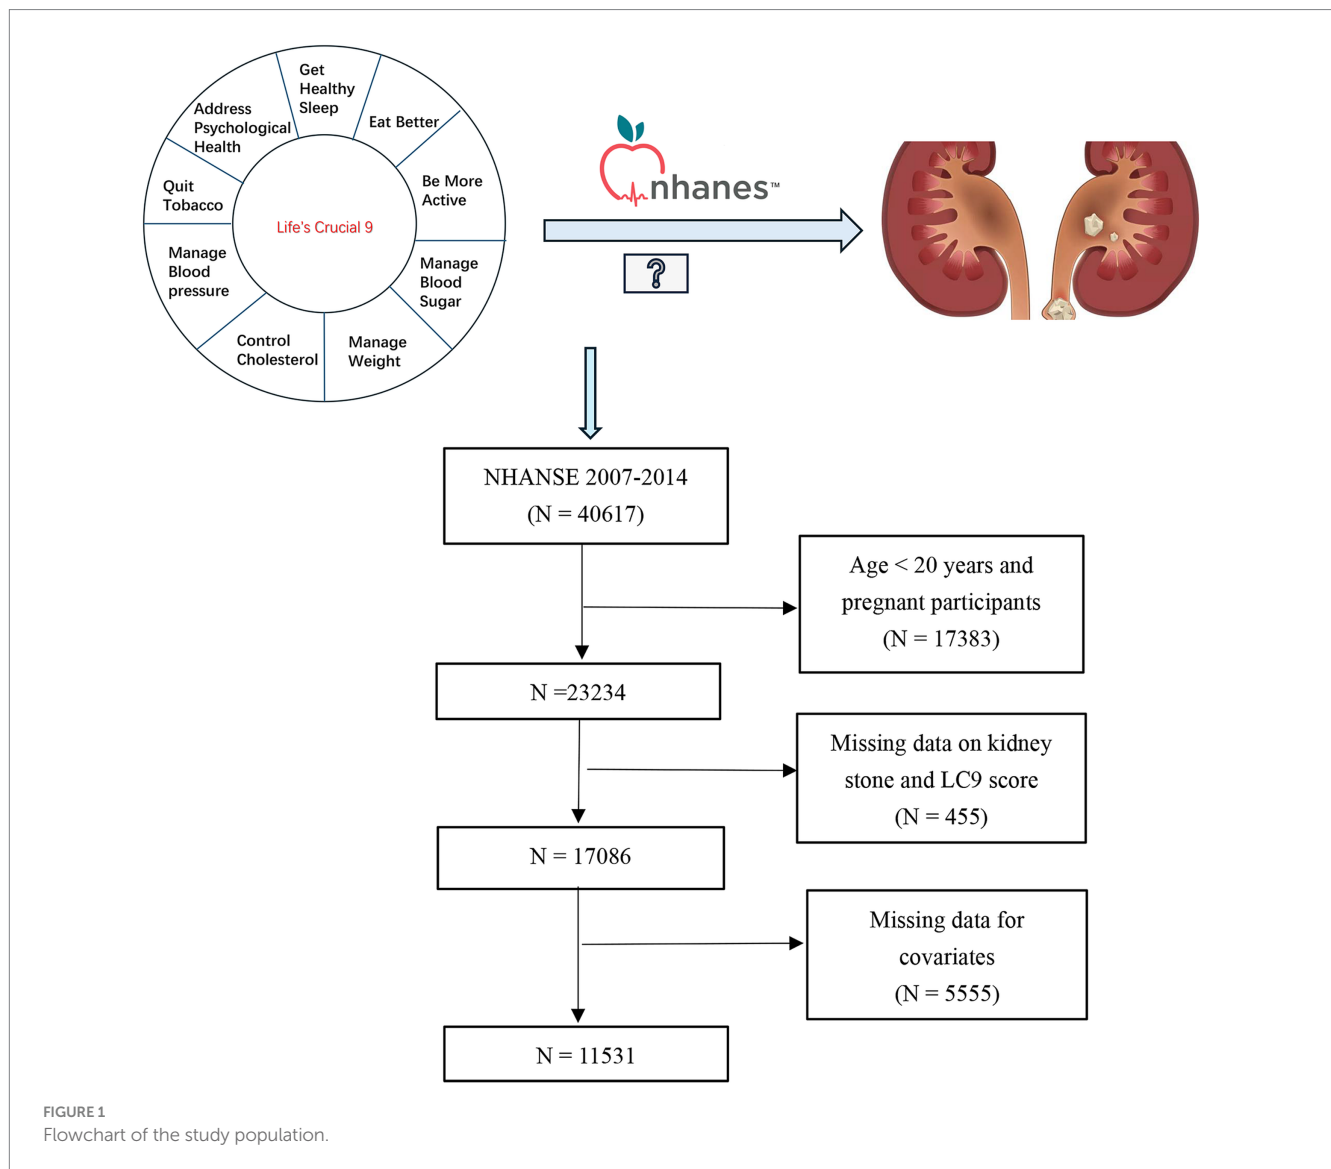 Get
Healthy
Sleep
Eat Better
Be More
Active
Manage
Blood
Sugar
Manage
Weight
Control
Cholesterol
Manage
Blood
pressure
Quit
Tobacco
Address
Psychological
Health
Life's Crucial 9
nhanes™
?
NHANSE 2007-2014
(N = 40617)
Age < 20 years and
pregnant participants
(N = 17383)
N =23234
Missing data on kidney
stone and LC9 score
(N = 455)
N = 17086
Missing data for
covariates
(N = 5555)
N = 11531
FIGURE 1
Flowchart of the study population.